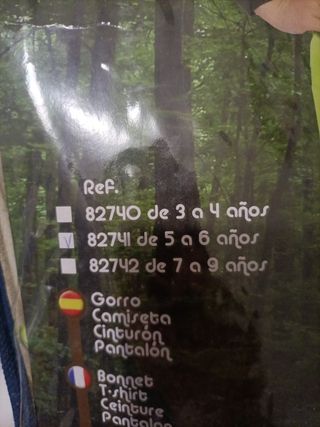 Ref.
82740 de 3 a 4 años
82741 de 5 a 6 años
82742 de 7 a 9 años
Gorro
Camiseta
Cinturón
Pantalón
Bonnet
T-shirt
Ceinture
Pantalon